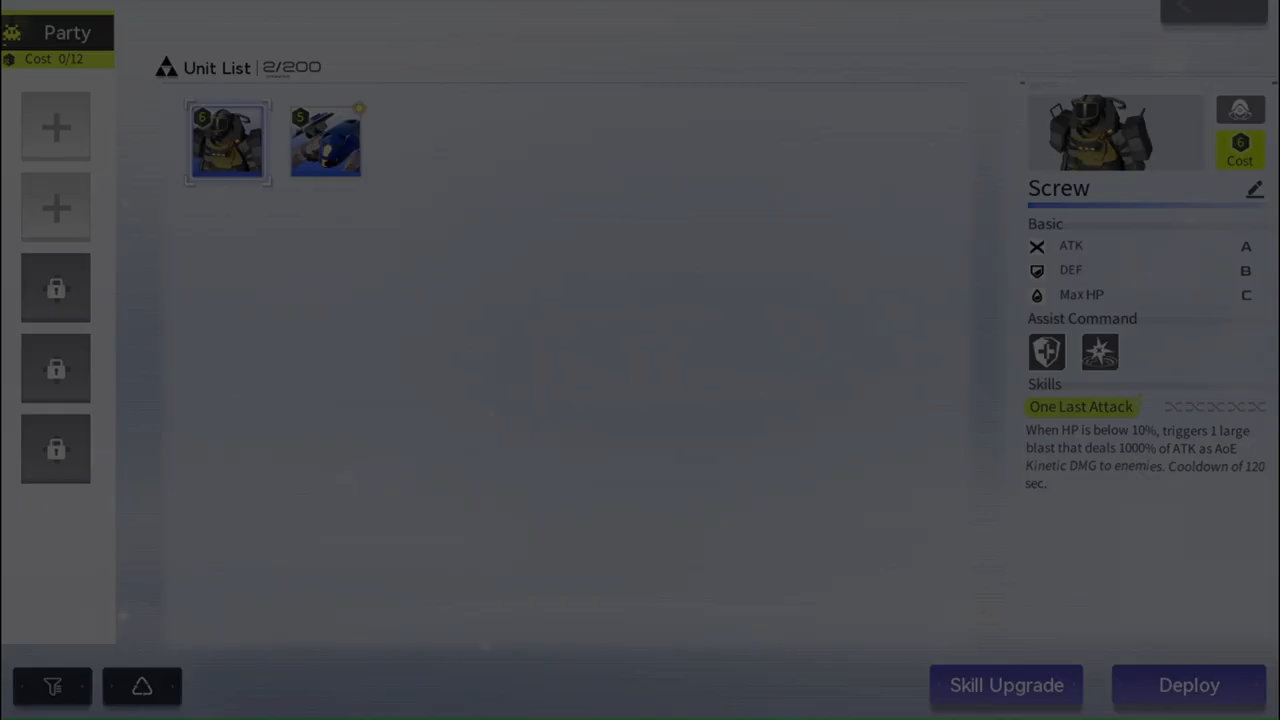 Party
Cost 0/12
Unit List 2/200
6
5
6
Cost
Screw
Basic
ATK A
DEF B
Max HP C
Assist Command
Skills
One Last Attack
When HP is below 10%, triggers 1 large
blast that deals 1000% of ATK as AoE
Kinetic DMG to enemies. Cooldown of 120
sec.
Skill Upgrade
Deploy